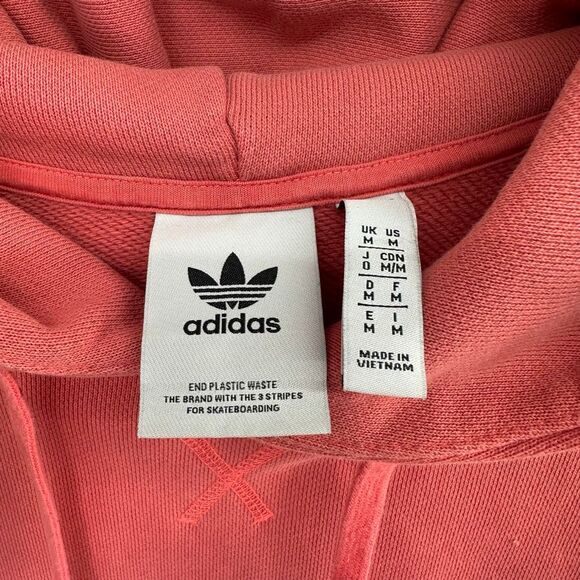 adidas
END PLASTIC WASTE
THE BRAND WITH THE 3 STRIPES
FOR SKATEBOARDING
UK US
M M
J CDN
O M/M
D F
M M
E I
M M
MADE IN
VIETNAM